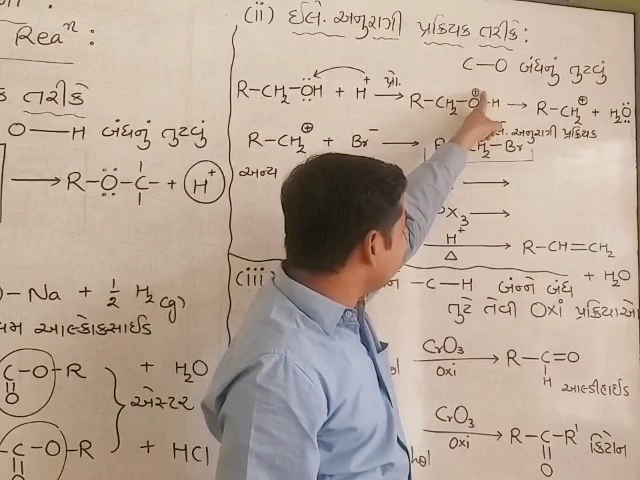 Reaⁿ :
તરીકે
O—H બંધનું તુટવું
→ R—Ö—C— + H⁺
)—Na + ½ H₂(g)
આલ્કોક્સાઈડ
C—O—R + H₂O
O
એસ્ટર
C—O—R + HCl
O
(ii) ઈલે. અનુરાગી પ્રક્રિયક તરીકે :
C—O બંધનું તુટવું
R—CH₂—ÖH + H⁺ —પ્રો.→ R—CH₂—O⊕—H → R—CH₂⊕ + H₂Ö
અનુરાગી પ્રક્રિયક
R—CH₂⊕ + Br⁻ → R—CH₂—Br
અન્ય
→
X₃ →
H⁺
△
→ R—CH=CH₂ + H₂O
(iii) —C—H બંન્ને બંધ
તુટે તેવી Oxi પ્રક્રિયાઓ
CrO₃
Oxi
→ R—C=O
H
આલ્ડીહાઈડ
CrO₃
Oxi
→ R—C—R'
O
કિટોન